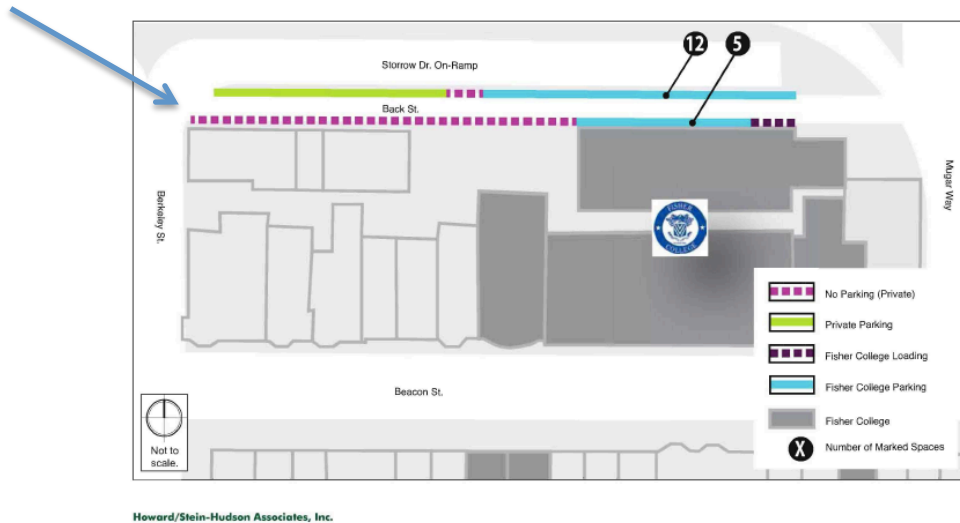 12
5
Storrow Dr. On-Ramp
Back St.
Berkeley St.
Mugar Way
FISHER
COLLEGE
No Parking (Private)
Private Parking
Fisher College Loading
Fisher College Parking
Fisher College
X
Number of Marked Spaces
Beacon St.
Not to
scale.
Howard/Stein-Hudson Associates, Inc.